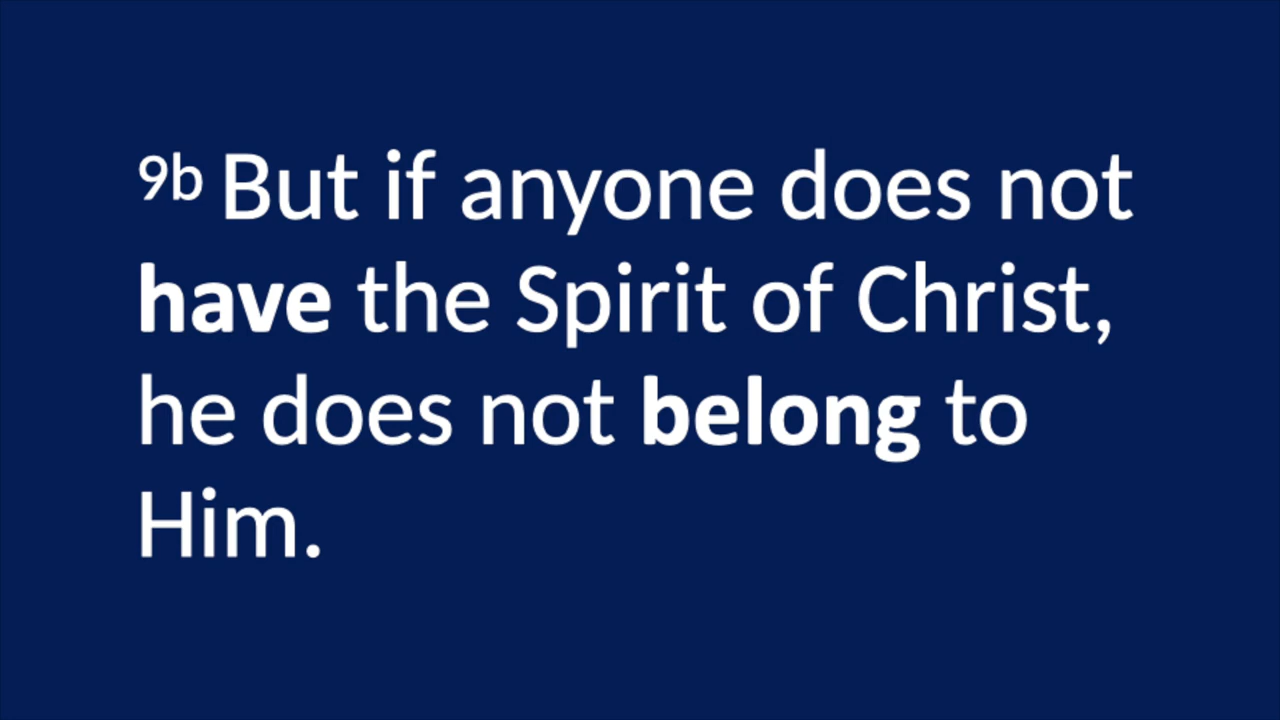 9b But if anyone does not
have the Spirit of Christ,
he does not belong to
Him.